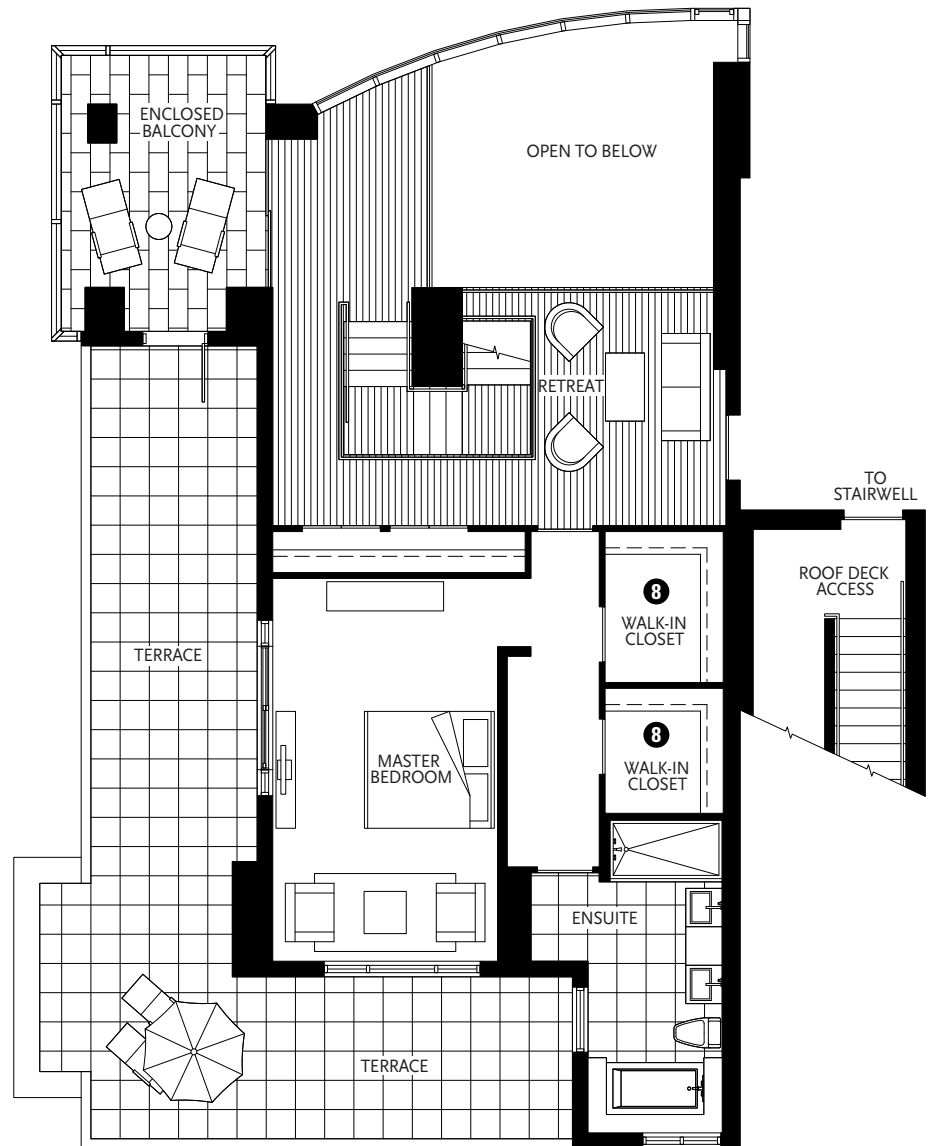 ENCLOSED
BALCONY
OPEN TO BELOW
RETREAT
TO
STAIRWELL
ROOF DECK
ACCESS
8
WALK-IN
CLOSET
TERRACE
8
WALK-IN
CLOSET
MASTER
BEDROOM
ENSUITE
TERRACE